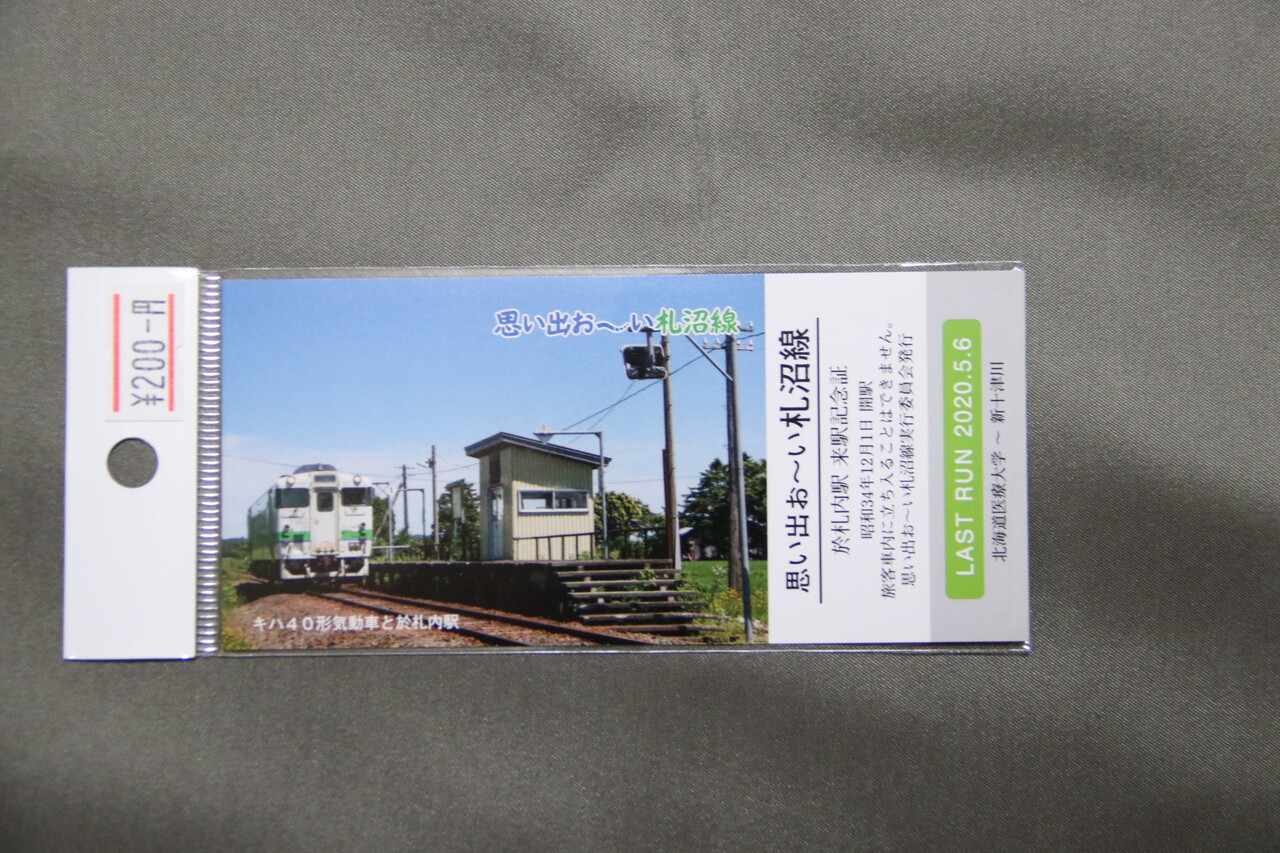 ¥200-円
思い出お〜い札沼線
キハ40形気動車と於札内駅
思い出お〜い札沼線
於札内駅 来駅記念証
昭和34年12月1日 開駅
旅客車内に立ち入ることはできません。
思い出お〜い札沼線実行委員会発行
LAST RUN 2020.5.6
北海道医療大学 〜 新十津川